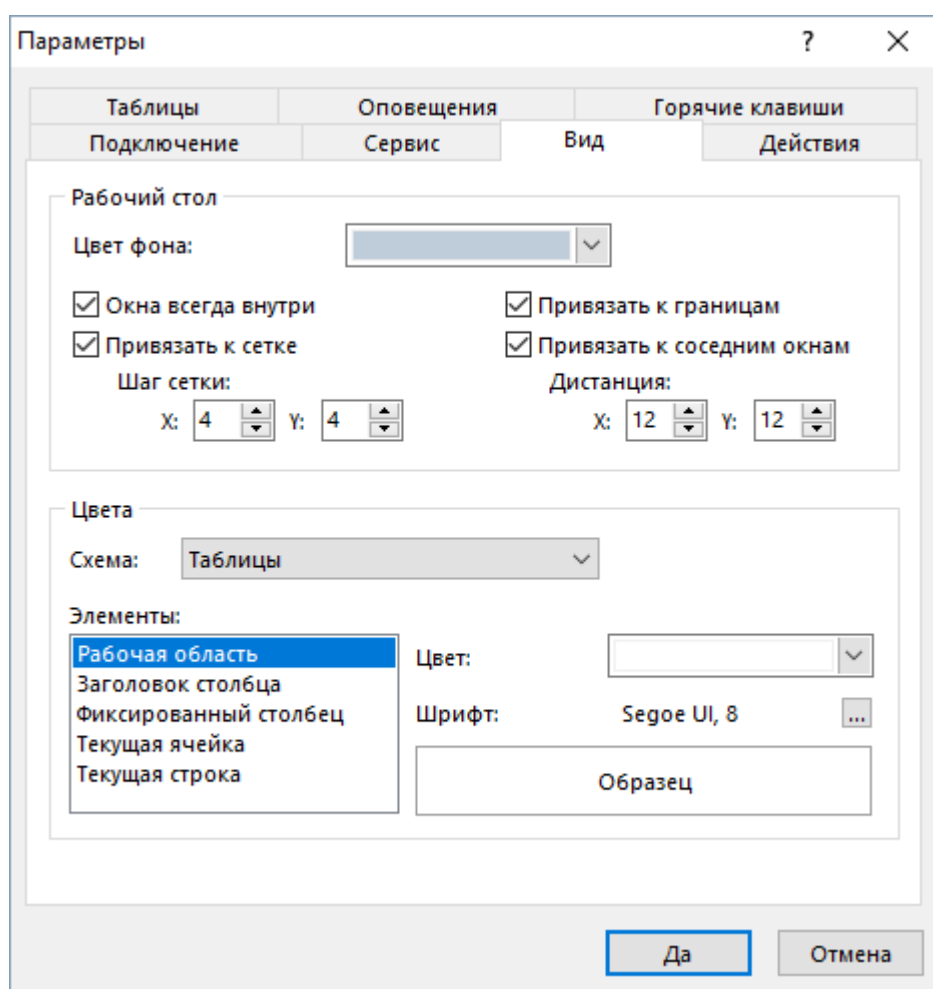 Параметры ?
Таблицы Оповещения Горячие клавиши
Подключение Сервис Вид Действия
Рабочий стол
Цвет фона:
Окна всегда внутри Привязать к границам
Привязать к сетке Привязать к соседним окнам
Шаг сетки: Дистанция:
X: 4 Y: 4 X: 12 Y: 12
Цвета
Схема: Таблицы
Элементы:
Рабочая область Цвет:
Заголовок столбца
Фиксированный столбец Шрифт: Segoe UI, 8 ...
Текущая ячейка
Текущая строка Образец
Да Отмена